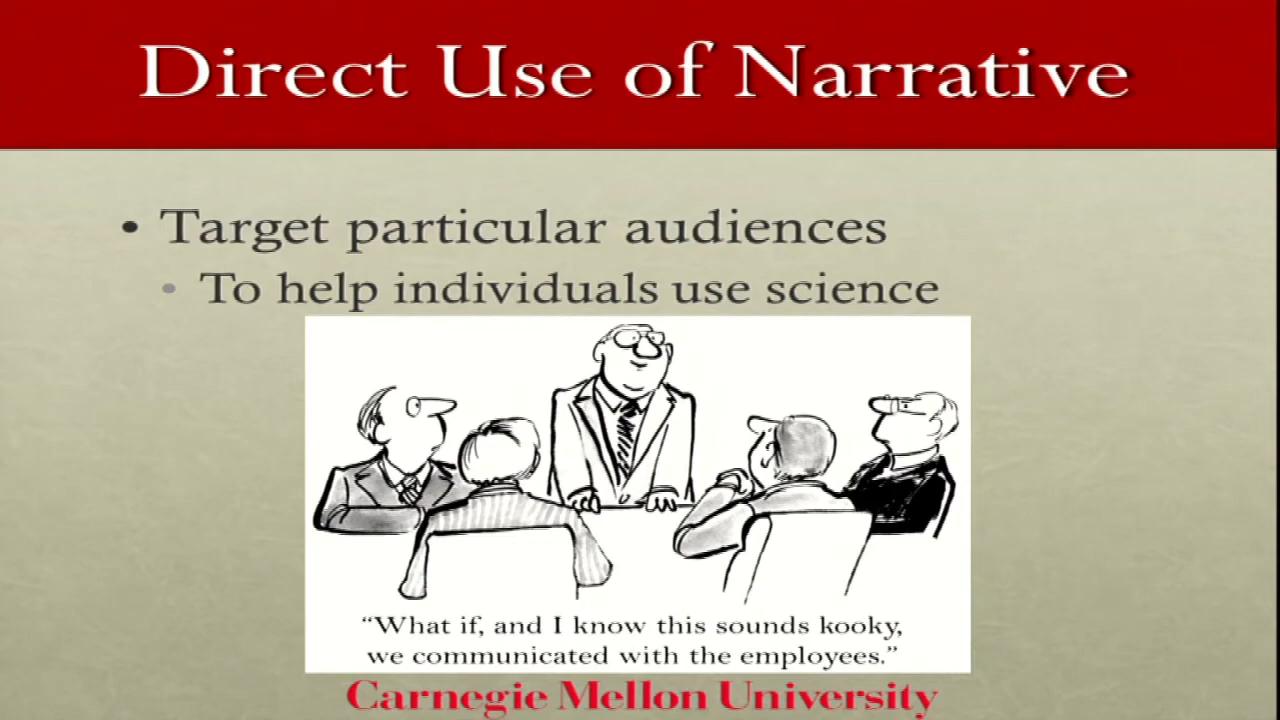 Direct Use of Narrative
• Target particular audiences
• To help individuals use science
“What if, and I know this sounds kooky,
we communicated with the employees.”
Carnegie Mellon University